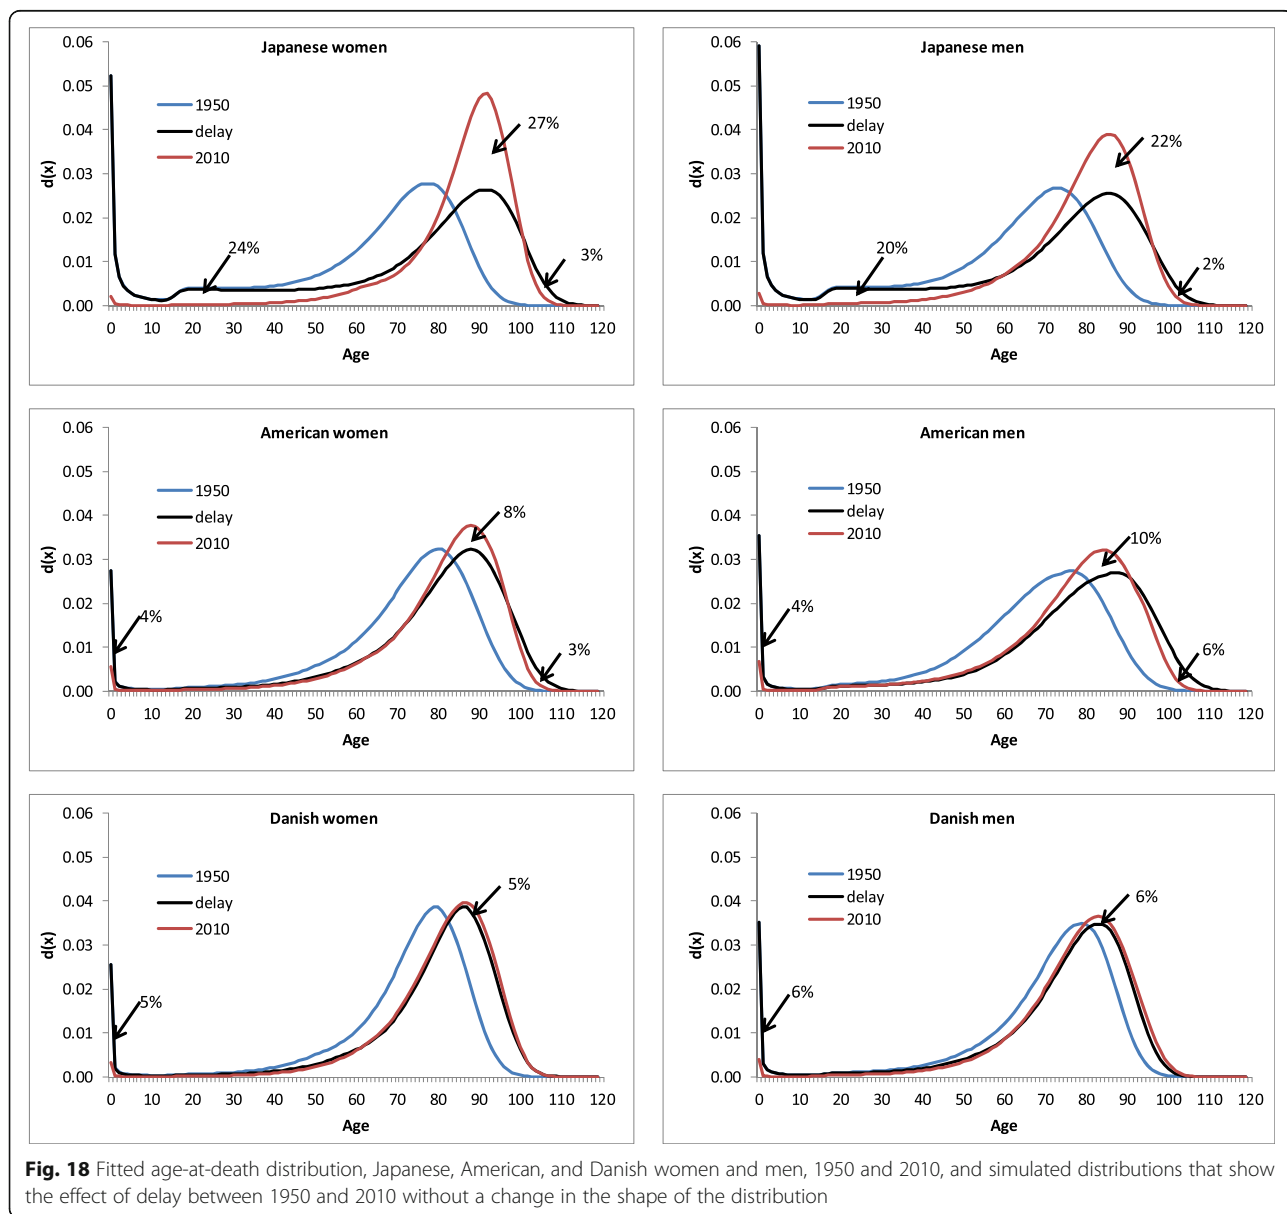 Japanese women
0.06
0.05
0.04
0.03
0.02
0.01
0.00
d(x)
1950
delay
2010
27%
24%
3%
0 10 20 30 40 50 60 70 80 90 100 110 120
Age
Japanese men
0.06
0.05
0.04
0.03
0.02
0.01
0.00
d(x)
1950
delay
2010
22%
20%
2%
0 10 20 30 40 50 60 70 80 90 100 110 120
Age
American women
0.06
0.05
0.04
0.03
0.02
0.01
0.00
d(x)
1950
delay
2010
8%
4%
3%
0 10 20 30 40 50 60 70 80 90 100 110 120
Age
American men
0.06
0.05
0.04
0.03
0.02
0.01
0.00
d(x)
1950
delay
2010
10%
4%
6%
0 10 20 30 40 50 60 70 80 90 100 110 120
Age
Danish women
0.06
0.05
0.04
0.03
0.02
0.01
0.00
d(x)
1950
delay
2010
5%
5%
0 10 20 30 40 50 60 70 80 90 100 110 120
Age
Danish men
0.06
0.05
0.04
0.03
0.02
0.01
0.00
d(x)
1950
delay
2010
6%
6%
0 10 20 30 40 50 60 70 80 90 100 110 120
Age
Fig. 18 Fitted age-at-death distribution, Japanese, American, and Danish women and men, 1950 and 2010, and simulated distributions that show
the effect of delay between 1950 and 2010 without a change in the shape of the distribution